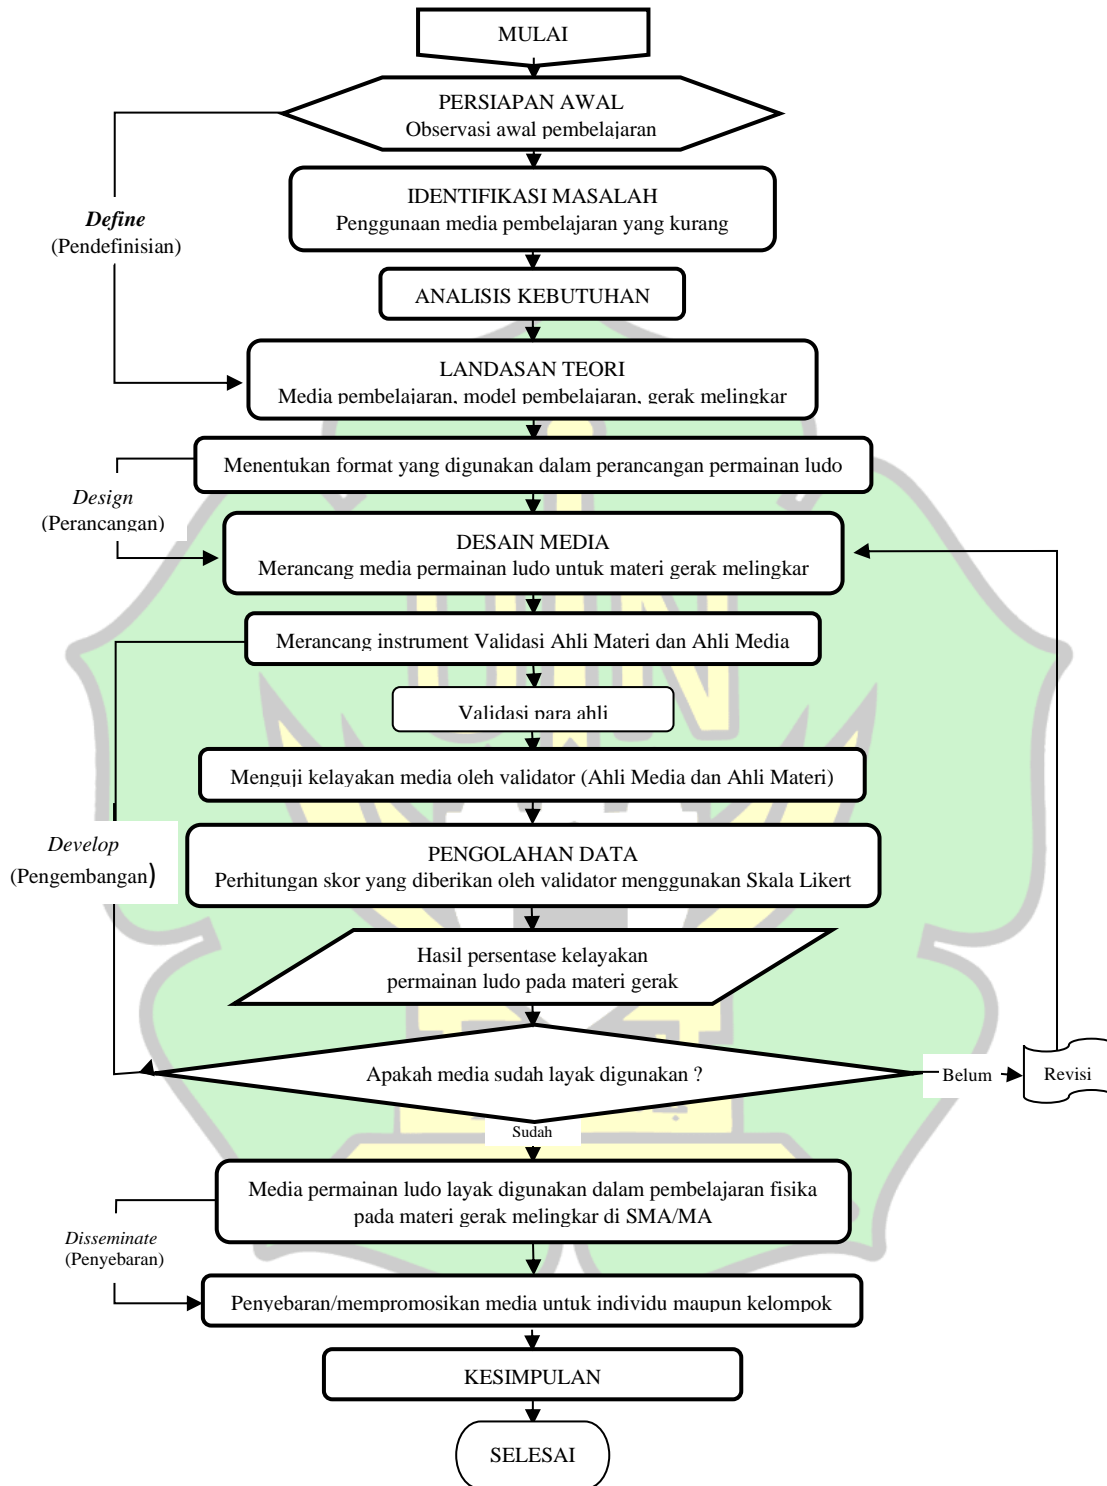 MULAI
PERSIAPAN AWAL
Observasi awal pembelajaran
IDENTIFIKASI MASALAH
Penggunaan media pembelajaran yang kurang
Define
(Pendefinisian)
ANALISIS KEBUTUHAN
LANDASAN TEORI
Media pembelajaran, model pembelajaran, gerak melingkar
Menentukan format yang digunakan dalam perancangan permainan ludo
Design
(Perancangan)
DESAIN MEDIA
Merancang media permainan ludo untuk materi gerak melingkar
UIN
Merancang instrument Validasi Ahli Materi dan Ahli Media
Validasi para ahli
Menguji kelayakan media oleh validator (Ahli Media dan Ahli Materi)
Develop
(Pengembangan)
PENGOLAHAN DATA
Perhitungan skor yang diberikan oleh validator menggunakan Skala Likert
Hasil persentase kelayakan
permainan ludo pada materi gerak
Apakah media sudah layak digunakan ?
Belum
Revisi
Sudah
Media permainan ludo layak digunakan dalam pembelajaran fisika
pada materi gerak melingkar di SMA/MA
Disseminate
(Penyebaran)
Penyebaran/mempromosikan media untuk individu maupun kelompok
KESIMPULAN
SELESAI